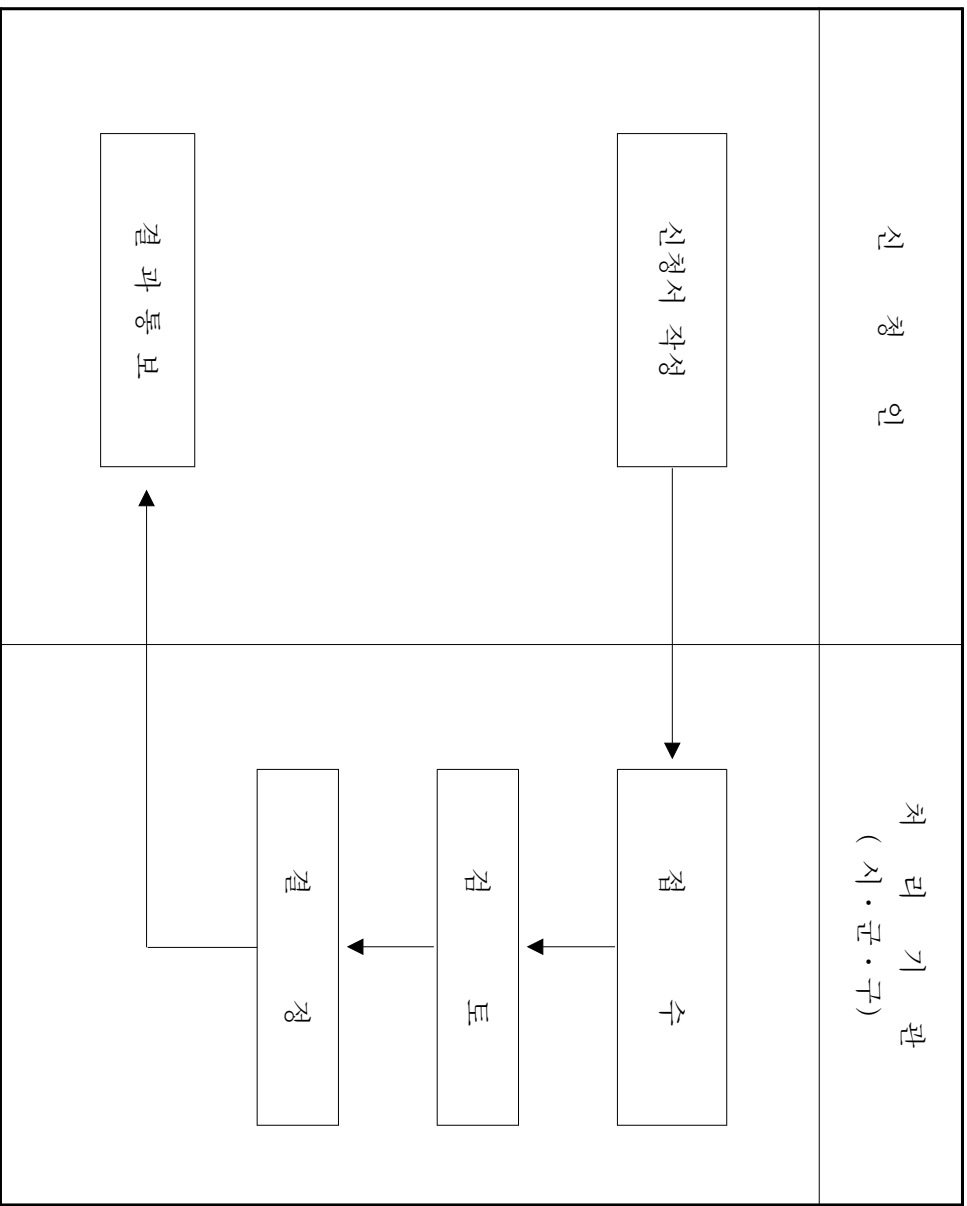 신 청 인
처 리 기 관
( 시 · 군 · 구 )
신청서 작성
접 수
검 토
결 정
결 과 통 보